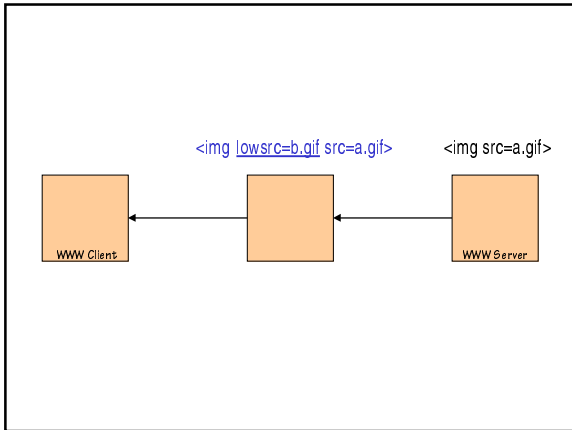 <img lowsrc=b.gif src=a.gif>
<img src=a.gif>
WWW Client
WWW Server